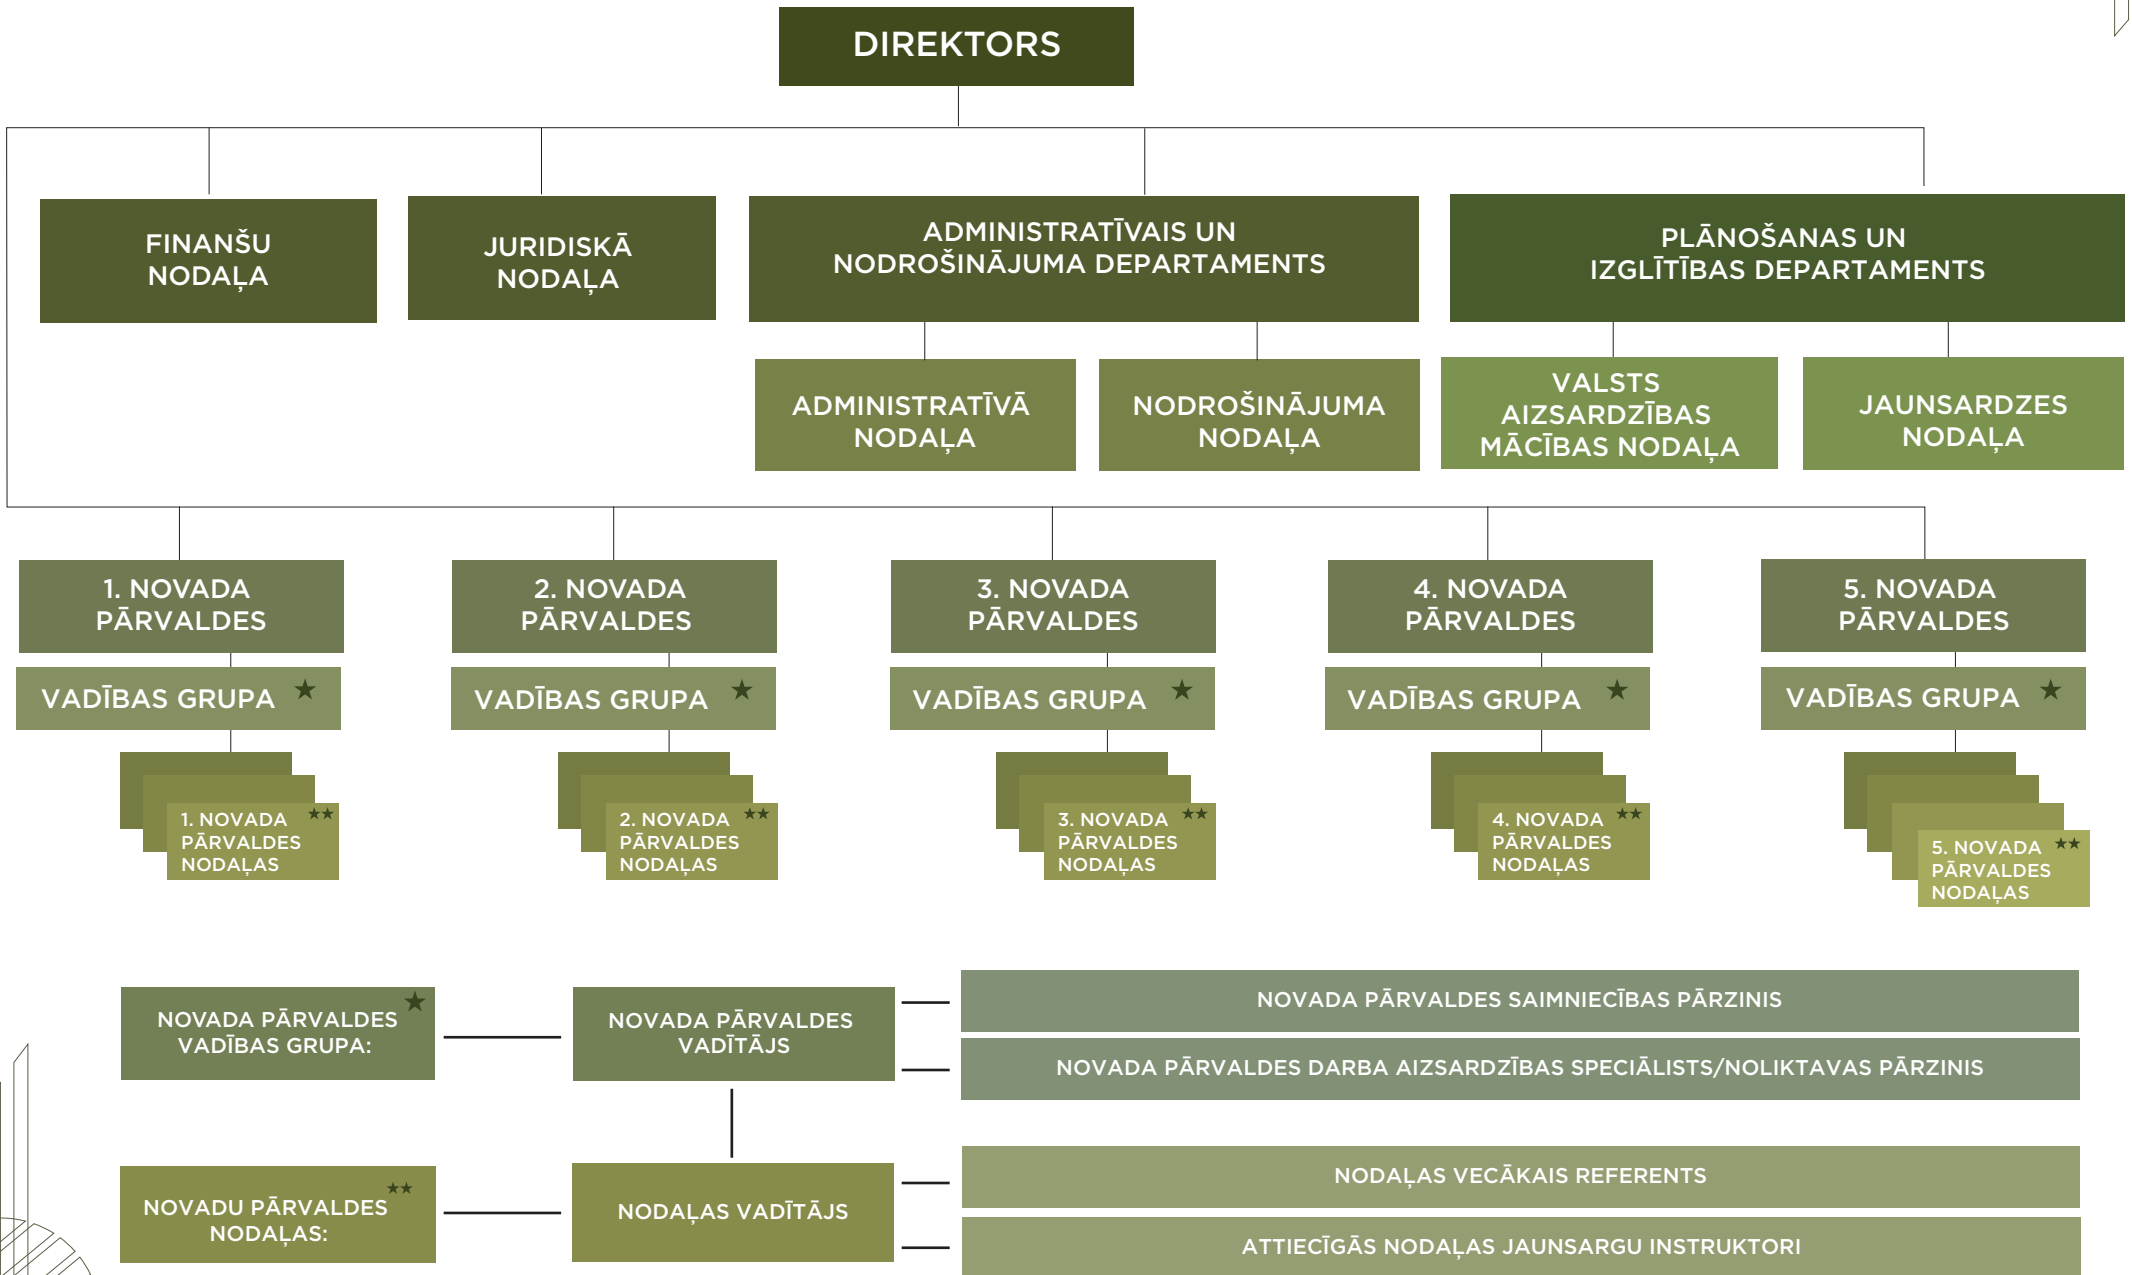 DIREKTORS
FINANŠU
NODAĻA
JURIDISKĀ
NODAĻA
ADMINISTRATĪVAIS UN
NODROŠINĀJUMA DEPARTAMENTS
PLĀNOŠANAS UN
IZGLĪTĪBAS DEPARTAMENTS
ADMINISTRATĪVĀ
NODAĻA
NODROŠINĀJUMA
NODAĻA
VALSTS
AIZSARDZĪBAS
MĀCĪBAS NODAĻA
JAUNSARDZES
NODAĻA
1. NOVADA
PĀRVALDES
2. NOVADA
PĀRVALDES
3. NOVADA
PĀRVALDES
4. NOVADA
PĀRVALDES
5. NOVADA
PĀRVALDES
VADĪBAS GRUPA ★
VADĪBAS GRUPA ★
VADĪBAS GRUPA ★
VADĪBAS GRUPA ★
VADĪBAS GRUPA ★
1. NOVADA ★★
PĀRVALDES
NODAĻAS
2. NOVADA ★★
PĀRVALDES
NODAĻAS
3. NOVADA ★★
PĀRVALDES
NODAĻAS
4. NOVADA ★★
PĀRVALDES
NODAĻAS
5. NOVADA ★★
PĀRVALDES
NODAĻAS
NOVADA PĀRVALDES ★
VADĪBAS GRUPA:
NOVADA PĀRVALDES
VADĪTĀJS
NOVADA PĀRVALDES SAIMNIECĪBAS PĀRZINIS
NOVADA PĀRVALDES DARBA AIZSARDZĪBAS SPECIĀLISTS/NOLIKTAVAS PĀRZINIS
NOVADU PĀRVALDES ★★
NODAĻAS:
NODAĻAS VADĪTĀJS
NODAĻAS VECĀKAIS REFERENTS
ATTIECĪGĀS NODAĻAS JAUNSARGU INSTRUKTORI